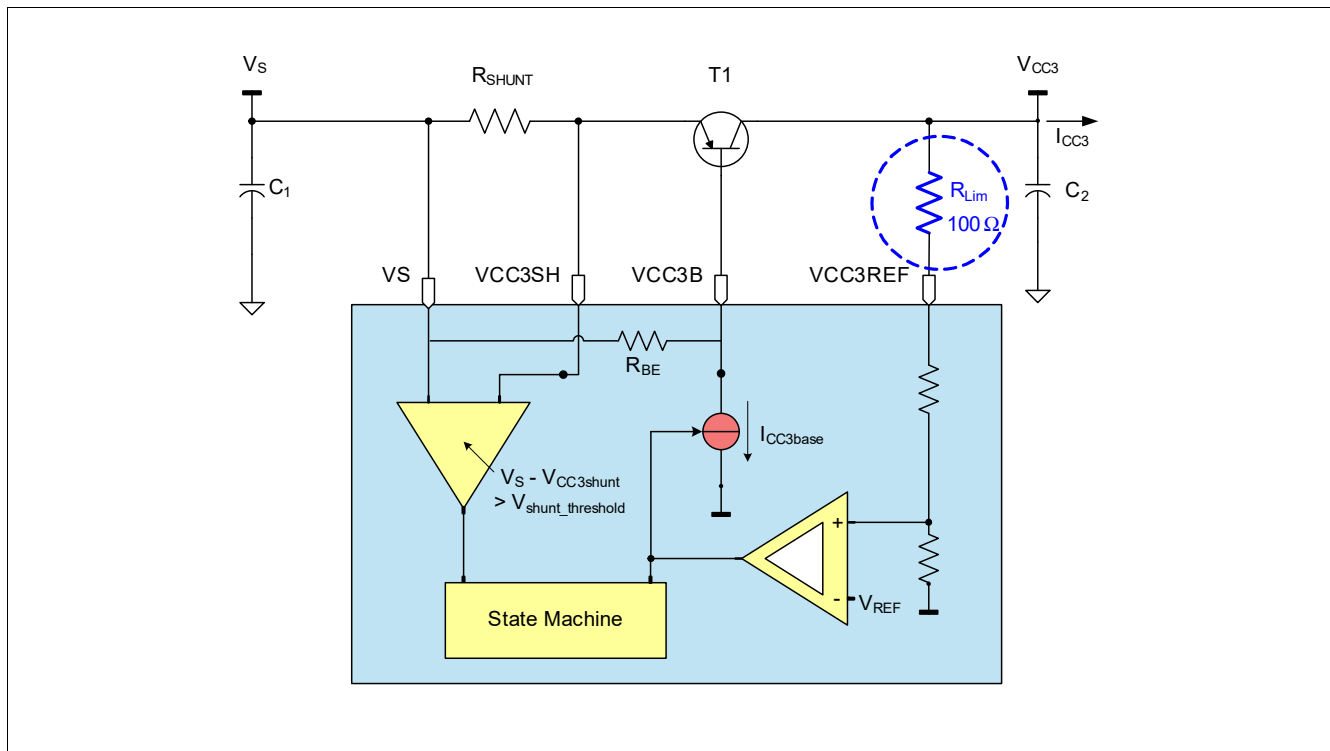 VS
RSHUNT
T1
VCC3
ICC3
C1
RLim
100 Ω
C2
VS
VCC3SH
VCC3B
VCC3REF
RBE
ICC3base
VS - VCC3shunt
> Vshunt_threshold
+
-
VREF
State Machine